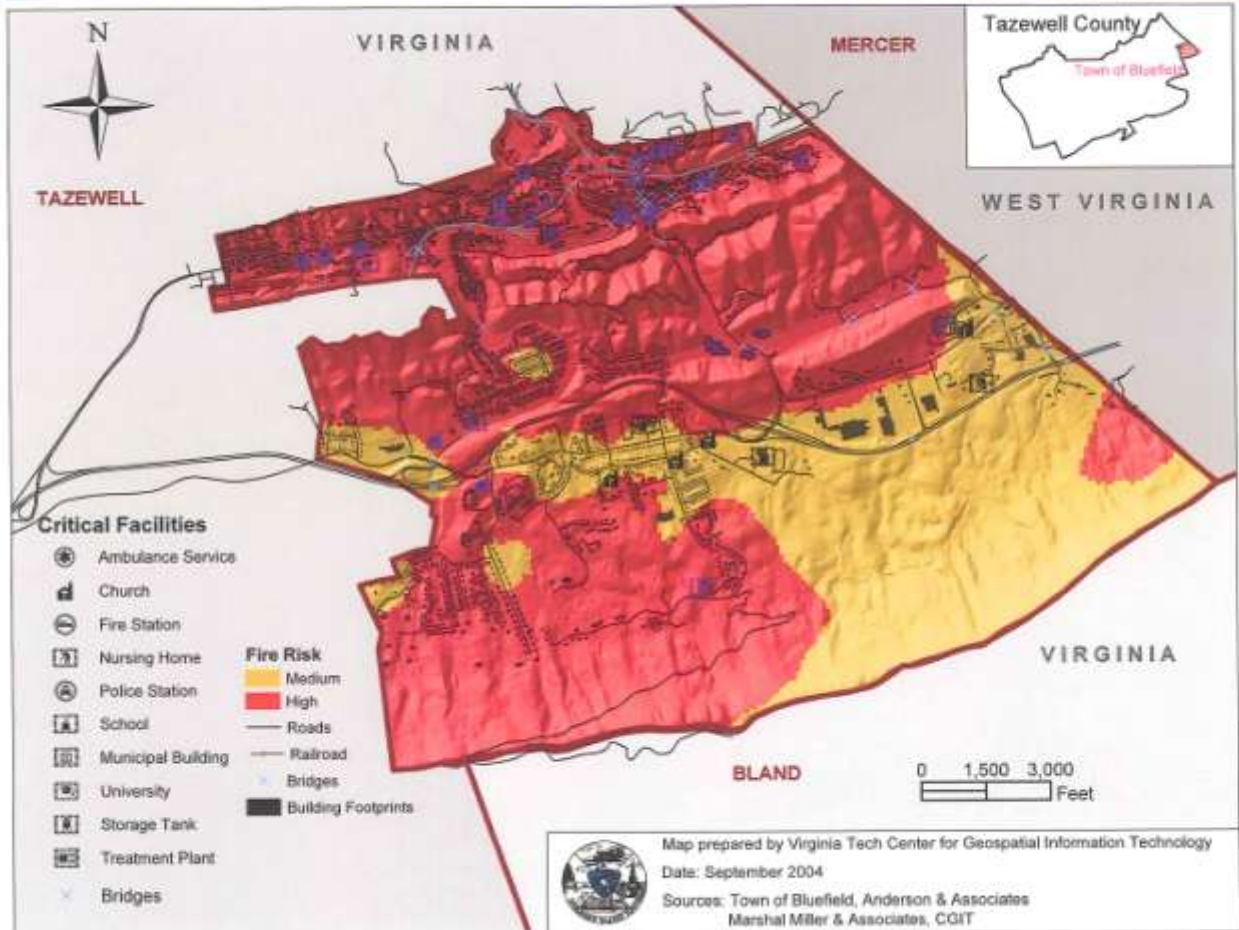 N
VIRGINIA
MERCER
Tazewell County
Town of Bluefield
TAZEWELL
WEST VIRGINIA
Critical Facilities
Ambulance Service
Church
Fire Station
Nursing Home
Police Station
School
Municipal Building
University
Storage Tank
Treatment Plant
Bridges
Fire Risk
Medium
High
Roads
Railroad
Bridges
Building Footprints
VIRGINIA
BLAND
0 1,500 3,000
Feet
Map prepared by Virginia Tech Center for Geospatial Information Technology
Date: September 2004
Sources: Town of Bluefield, Anderson & Associates
Marshal Miller & Associates, CGIT